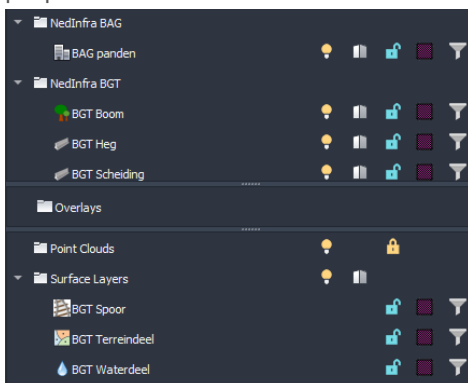 NedInfra BAG
BAG panden
NedInfra BGT
BGT Boom
BGT Heg
BGT Scheiding
Overlays
Point Clouds
Surface Layers
BGT Spoor
BGT Terreindeel
BGT Waterdeel